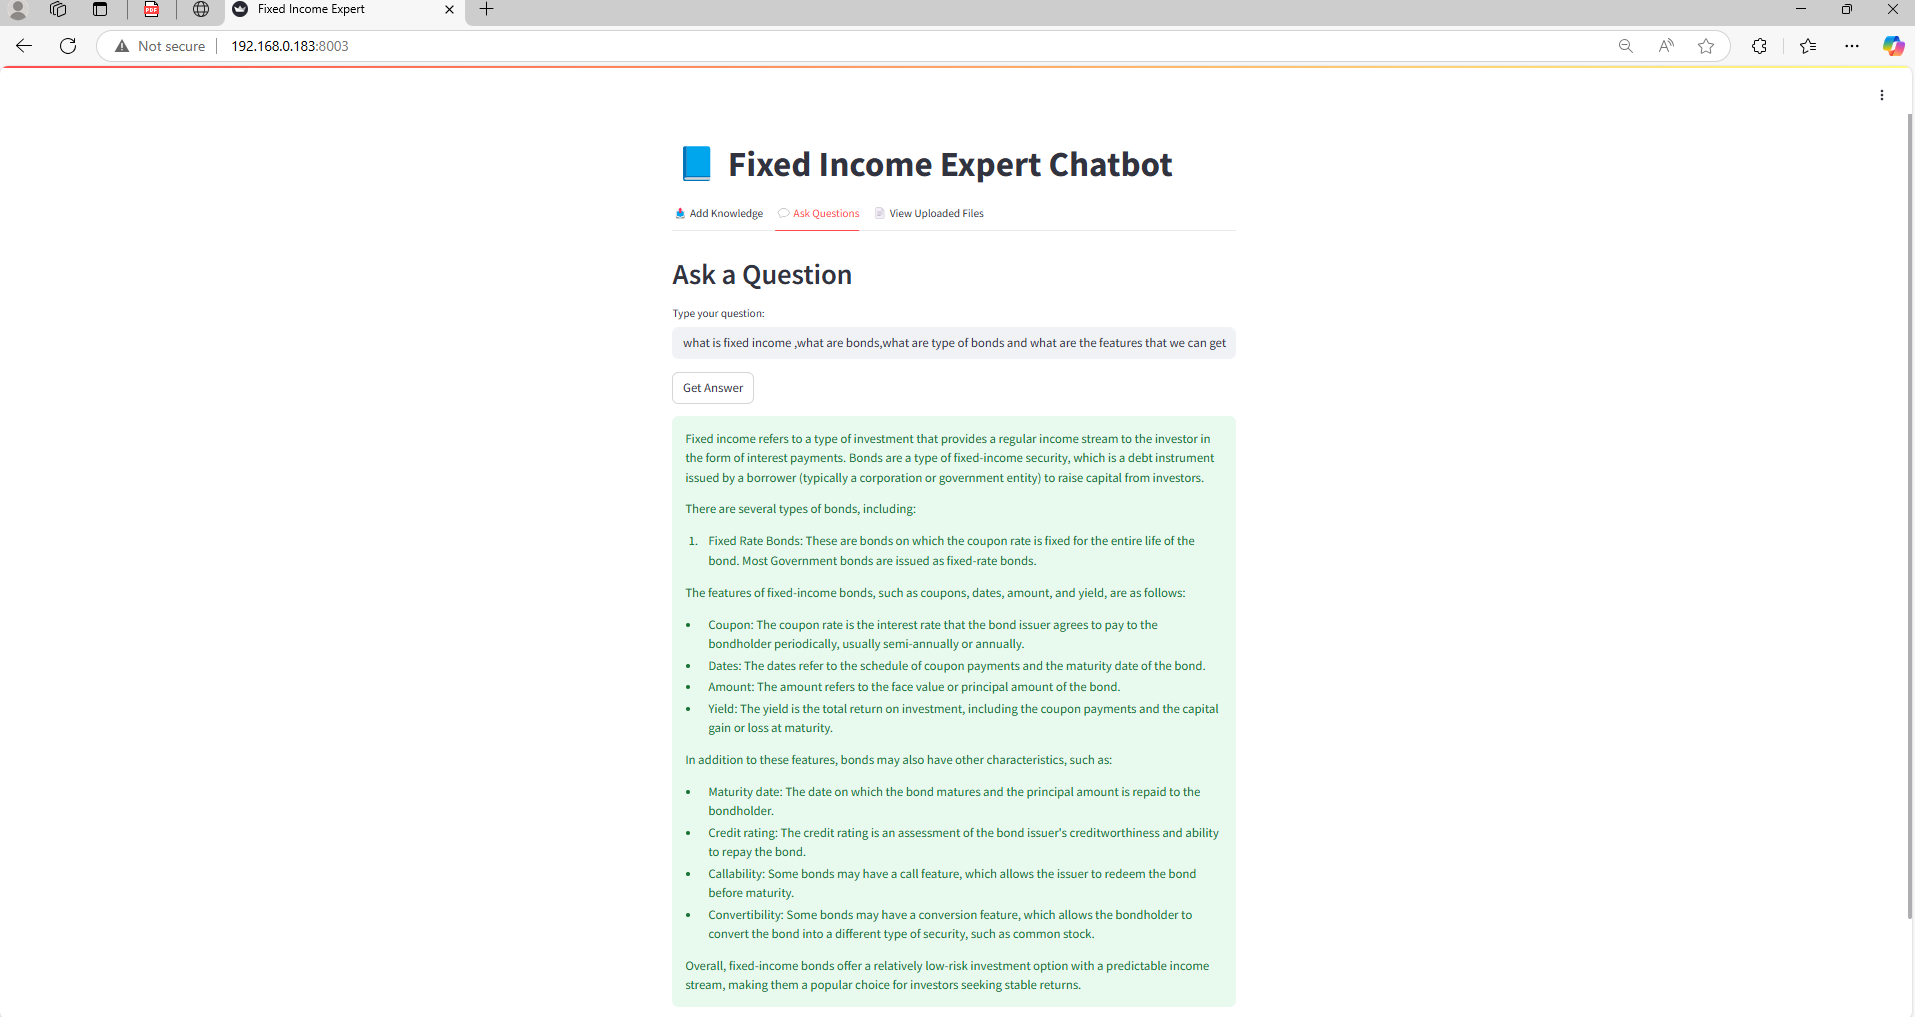 PDF
Fixed Income Expert
Not secure
192.168.0.183:8003
Fixed Income Expert Chatbot
Add Knowledge
Ask Questions
View Uploaded Files
Ask a Question
Type your question:
what is fixed income ,what are bonds,what are type of bonds and what are the features that we can get
Get Answer
Fixed income refers to a type of investment that provides a regular income stream to the investor in
the form of interest payments. Bonds are a type of fixed-income security, which is a debt instrument
issued by a borrower (typically a corporation or government entity) to raise capital from investors.
There are several types of bonds, including:
1. Fixed Rate Bonds: These are bonds on which the coupon rate is fixed for the entire life of the
bond. Most Government bonds are issued as fixed-rate bonds.
The features of fixed-income bonds, such as coupons, dates, amount, and yield, are as follows:
• Coupon: The coupon rate is the interest rate that the bond issuer agrees to pay to the
bondholder periodically, usually semi-annually or annually.
• Dates: The dates refer to the schedule of coupon payments and the maturity date of the bond.
• Amount: The amount refers to the face value or principal amount of the bond.
• Yield: The yield is the total return on investment, including the coupon payments and the capital
gain or loss at maturity.
In addition to these features, bonds may also have other characteristics, such as:
• Maturity date: The date on which the bond matures and the principal amount is repaid to the
bondholder.
• Credit rating: The credit rating is an assessment of the bond issuer's creditworthiness and ability
to repay the bond.
• Callability: Some bonds may have a call feature, which allows the issuer to redeem the bond
before maturity.
• Convertibility: Some bonds may have a conversion feature, which allows the bondholder to
convert the bond into a different type of security, such as common stock.
Overall, fixed-income bonds offer a relatively low-risk investment option with a predictable income
stream, making them a popular choice for investors seeking stable returns.